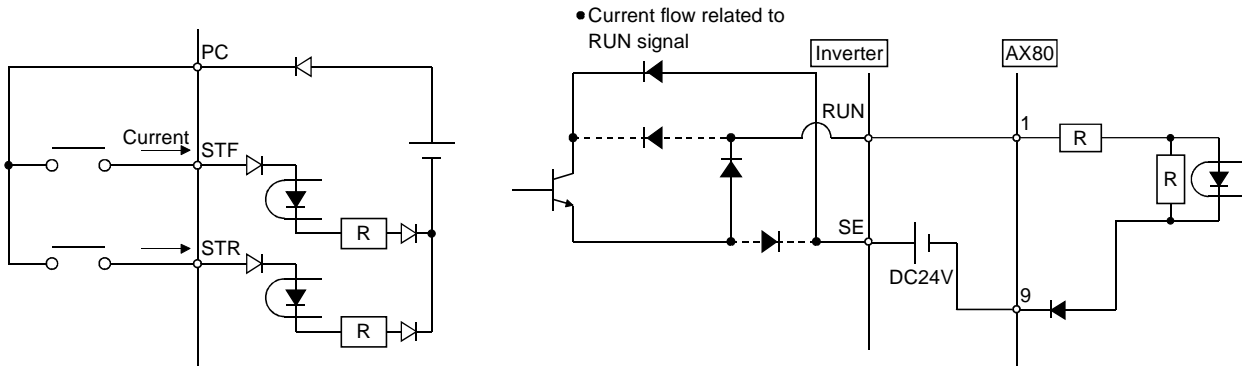 PC
Current
STF
R
STR
R
● Current flow related to
RUN signal
Inverter
AX80
RUN
1
R
R
SE
DC24V
9